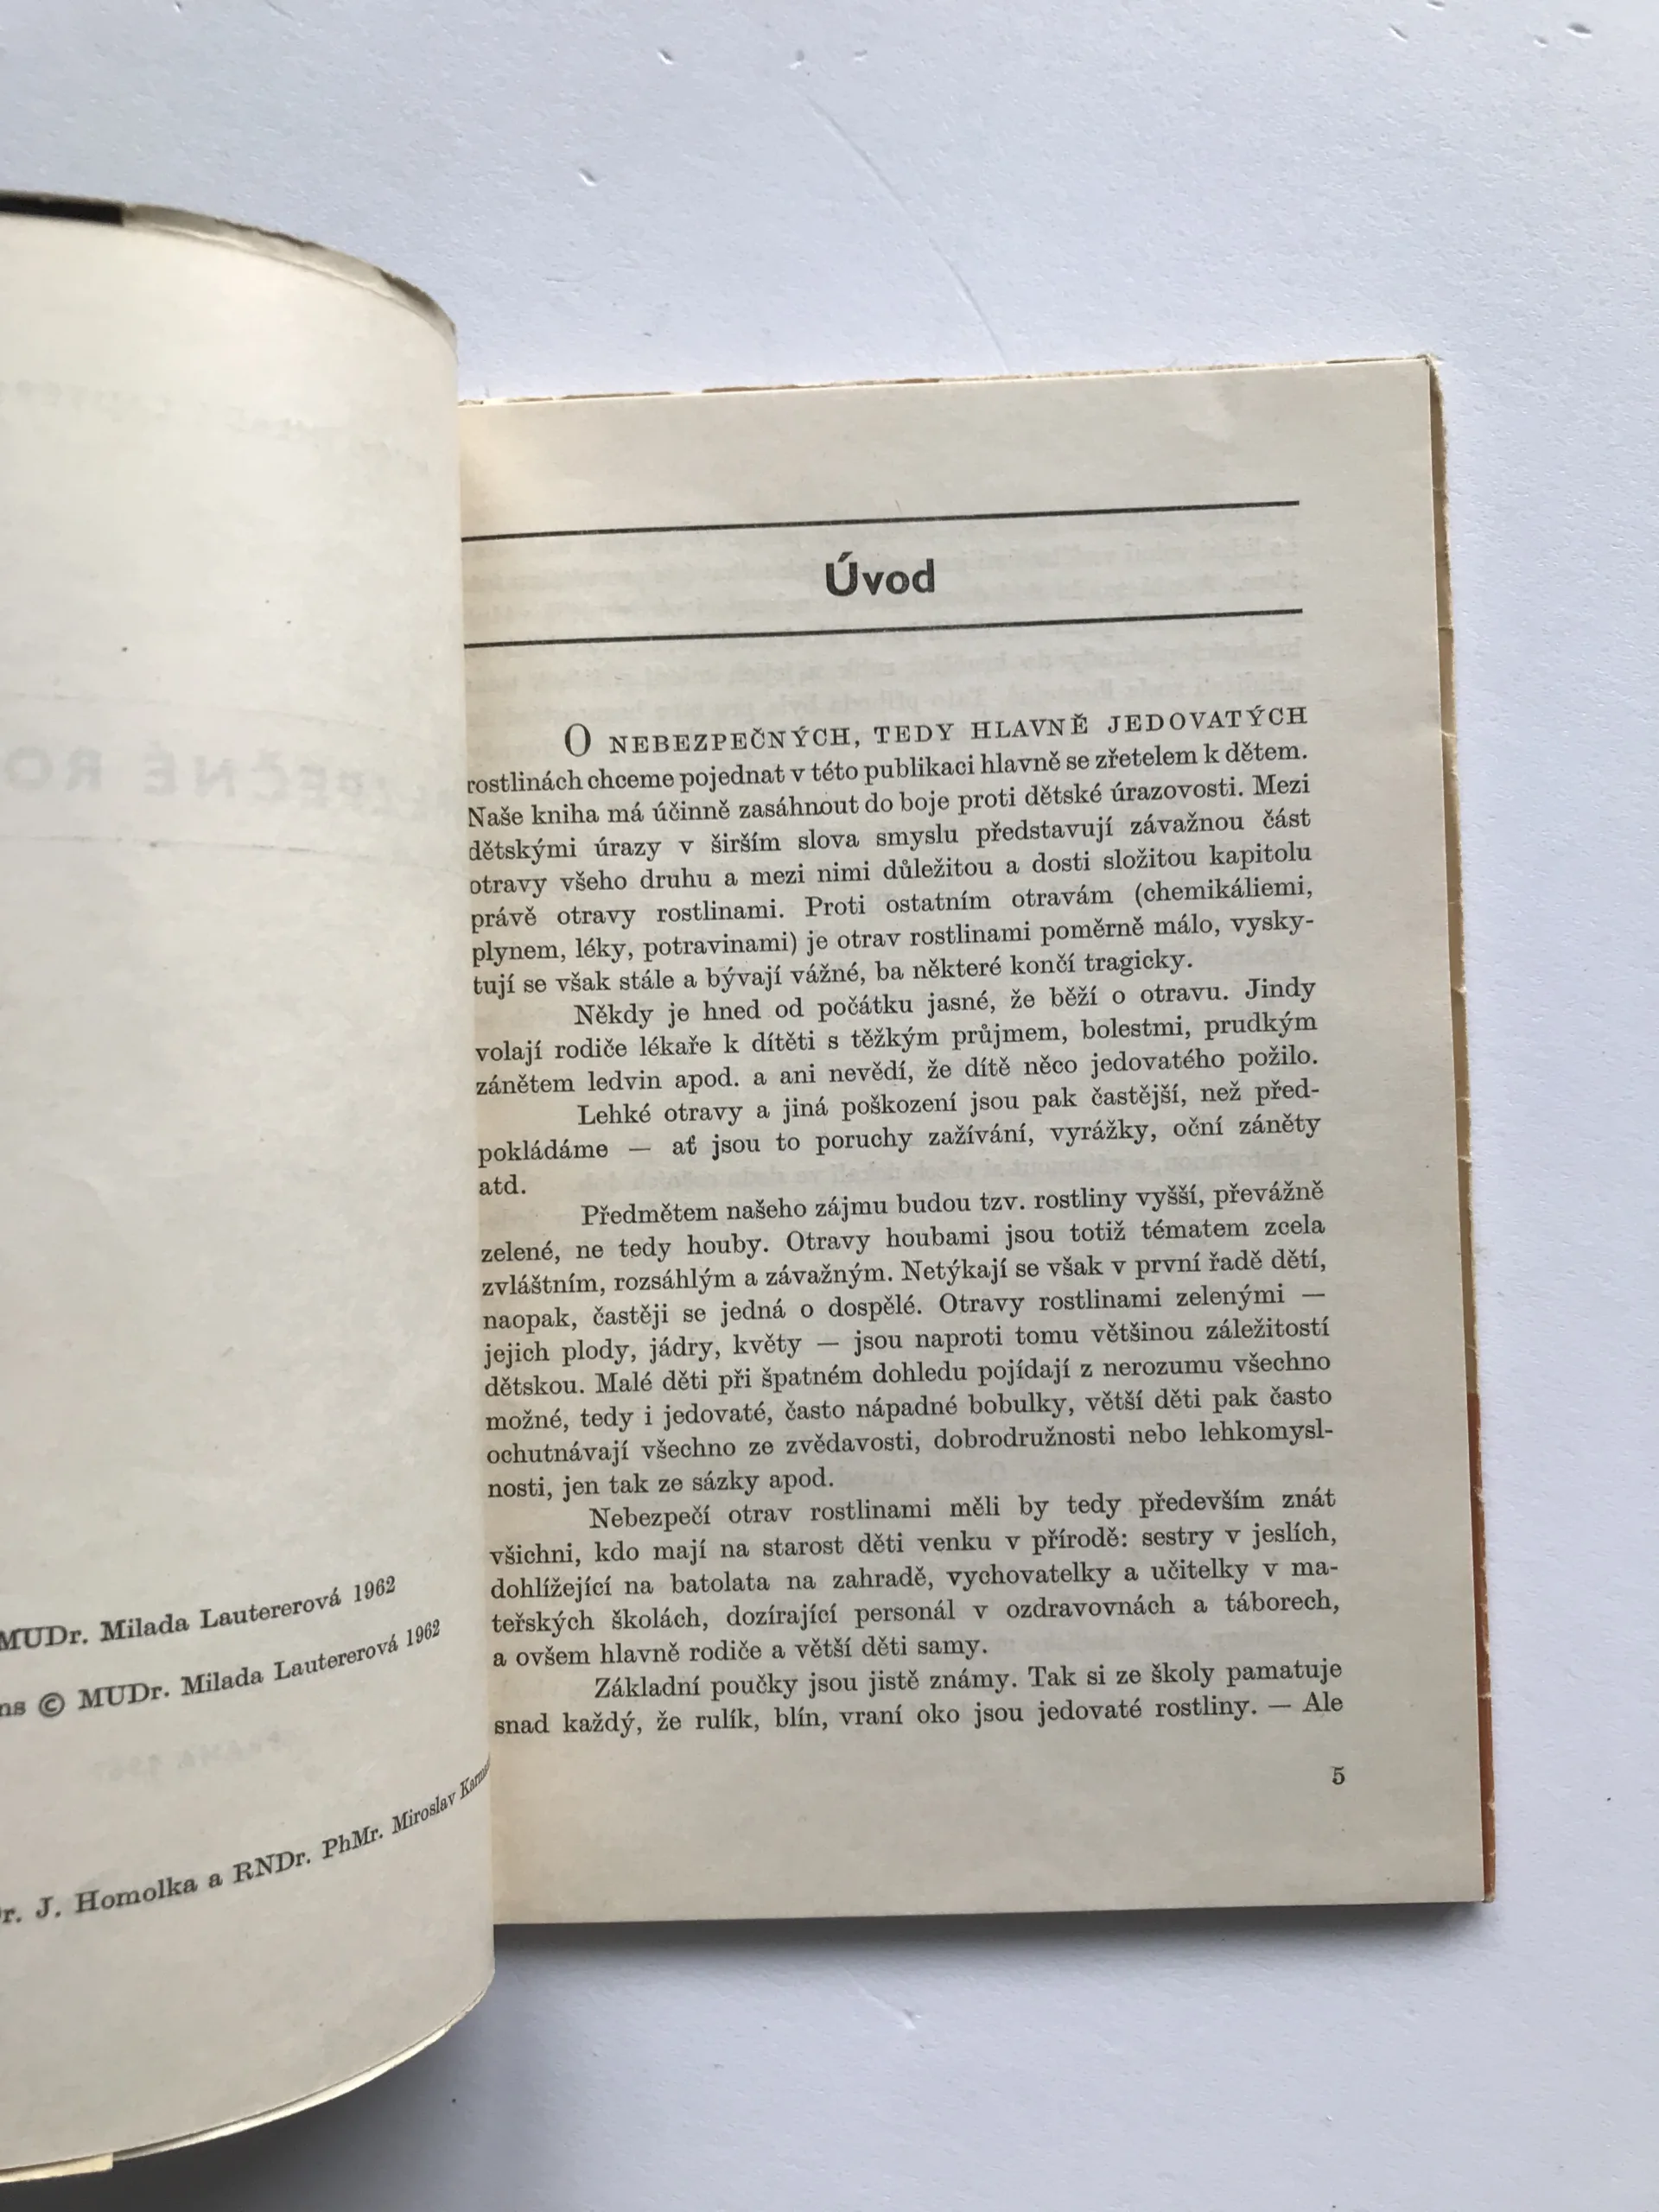 MUDr. Milada Lautererová 1962
© MUDr. Milada Lautererová 1962
J. Homolka a RNDr. PhMr. Miroslav
Úvod
O NEBEZPEČNÝCH, TEDY HLAVNĚ JEDOVATÝCH
rostlinách chceme pojednat v této publikaci hlavně se zřetelem k dětem.
Naše kniha má účinně zasáhnout do boje proti dětské úrazovosti. Mezi
dětskými úrazy v širším slova smyslu představují závažnou část
otravy všeho druhu a mezi nimi důležitou a dosti složitou kapitolu
právě otravy rostlinami. Proti ostatním otravám (chemikáliemi,
plynem, léky, potravinami) je otrav rostlinami poměrně málo, vysky-
tují se však stále a bývají vážné, ba některé končí tragicky.
Někdy je hned od počátku jasné, že běží o otravu. Jindy
volají rodiče lékaře k dítěti s těžkým průjmem, bolestmi, prudkým
zánětem ledvin apod. a ani nevědí, že dítě něco jedovatého požilo.
Lehké otravy a jiná poškození jsou pak častější, než před-
pokládáme — ať jsou to poruchy zažívání, vyrážky, oční záněty
atd.
Předmětem našeho zájmu budou tzv. rostliny vyšší, převážně
zelené, ne tedy houby. Otravy houbami jsou totiž tématem zcela
zvláštním, rozsáhlým a závažným. Netýkají se však v první řadě dětí,
naopak, častěji se jedná o dospělé. Otravy rostlinami zelenými —
jejich plody, jádry, květy — jsou naproti tomu většinou záležitostí
dětskou. Malé děti při špatném dohledu pojídají z nerozumu všechno
možné, tedy i jedovaté, často nápadné bobulky, větší děti pak často
ochutnávají všechno ze zvědavosti, dobrodružnosti nebo lehkomysl-
nosti, jen tak ze sázky apod.
Nebezpečí otrav rostlinami měli by tedy především znát
všichni, kdo mají na starost děti venku v přírodě: sestry v jeslích,
dohlížející na batolata na zahradě, vychovatelky a učitelky v ma-
teřských školách, dozírající personál v ozdravovnách a táborech,
a ovšem hlavně rodiče a větší děti samy.
Základní poučky jsou jistě známy. Tak si ze školy pamatuje
snad každý, že rulík, blín, vraní oko jsou jedovaté rostliny. — Ale
5